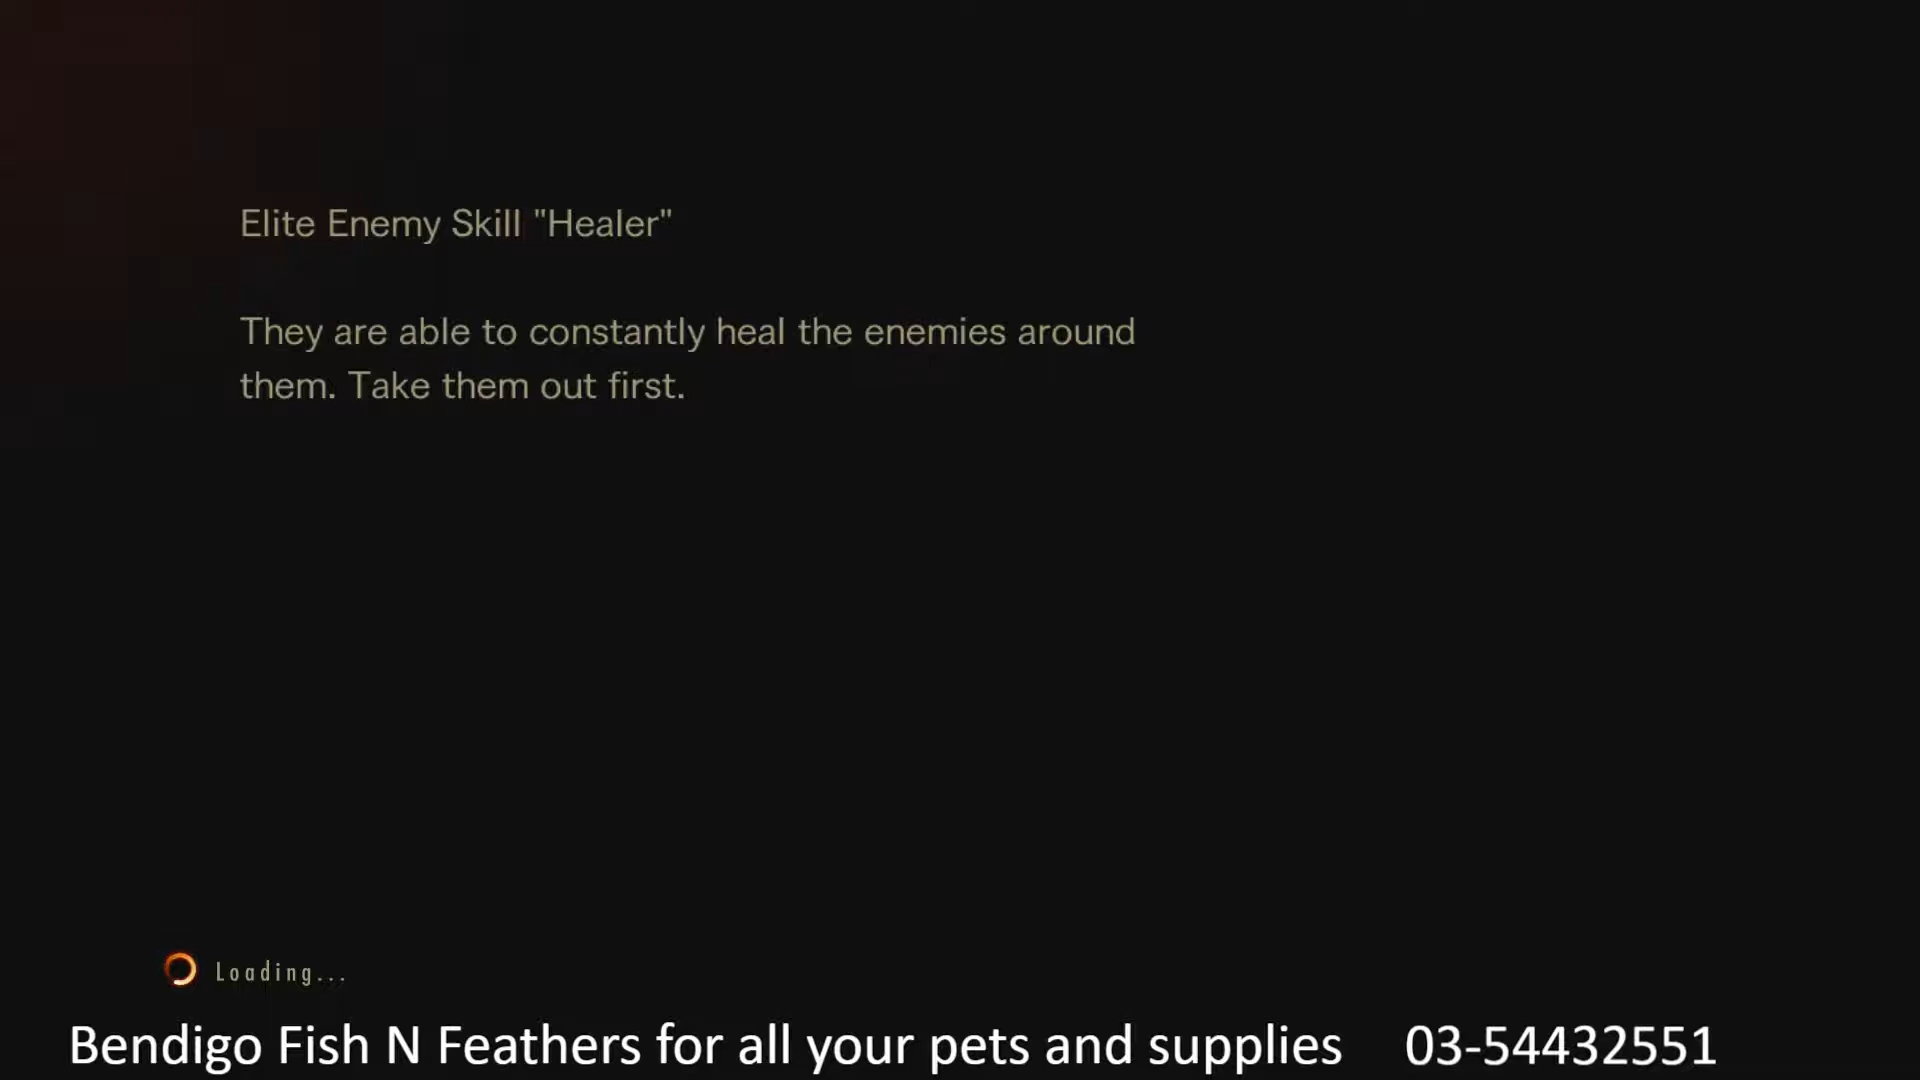 Elite Enemy Skill "Healer"
They are able to constantly heal the enemies around
them. Take them out first.
Loading...
Bendigo Fish N Feathers for all your pets and supplies 03-54432551